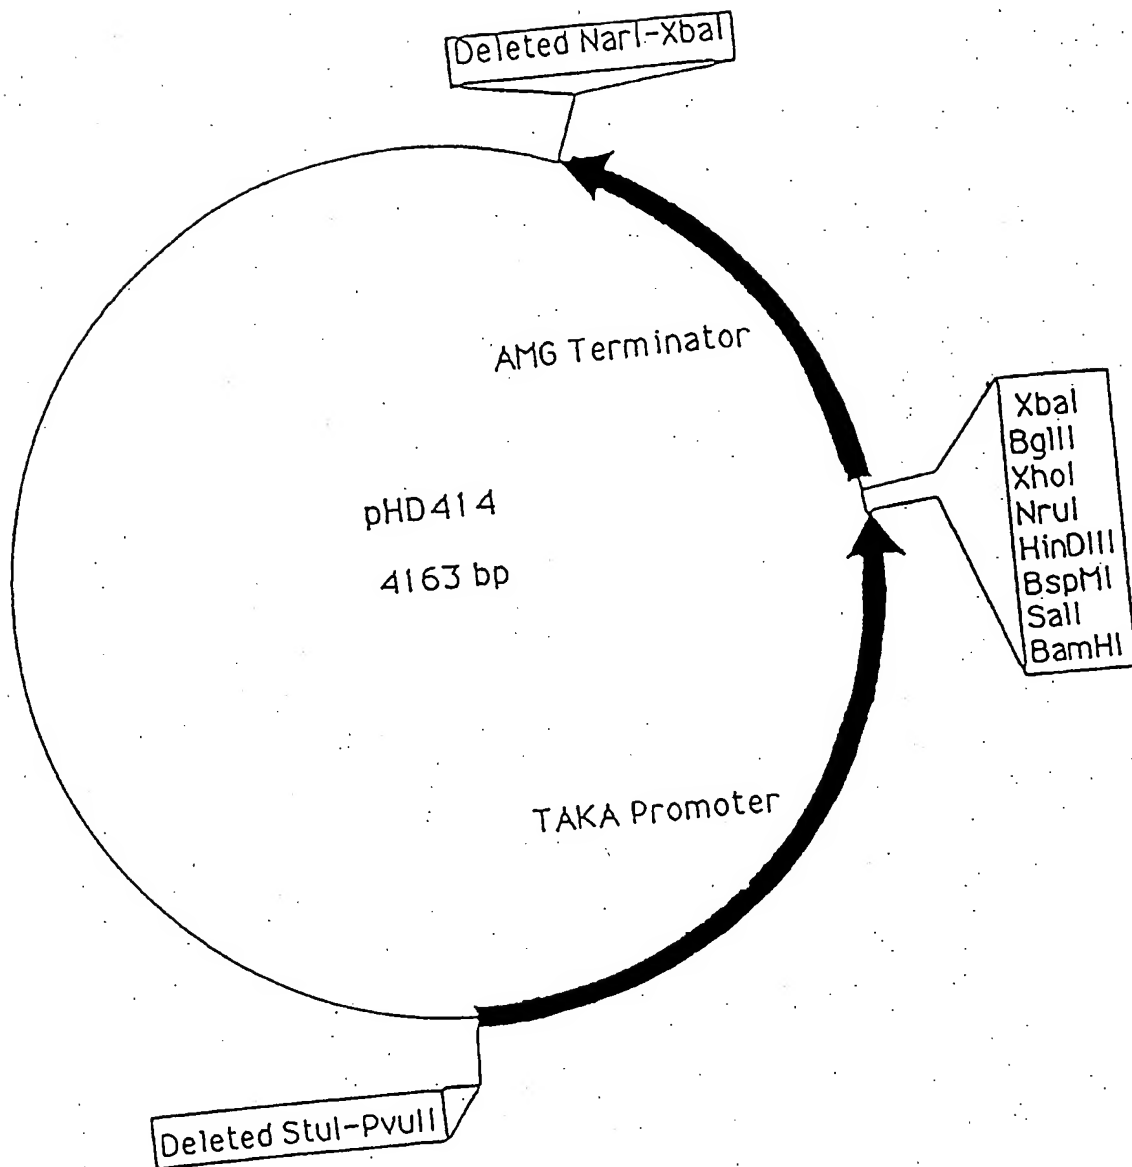 Deleted NarI-XbaI
AMG Terminator
XbaI
BglII
XhoI
NruI
HinDIII
BspMI
SalI
BamHI
pHD414
4163 bp
TAKA Promoter
Deleted StuI-PvuII